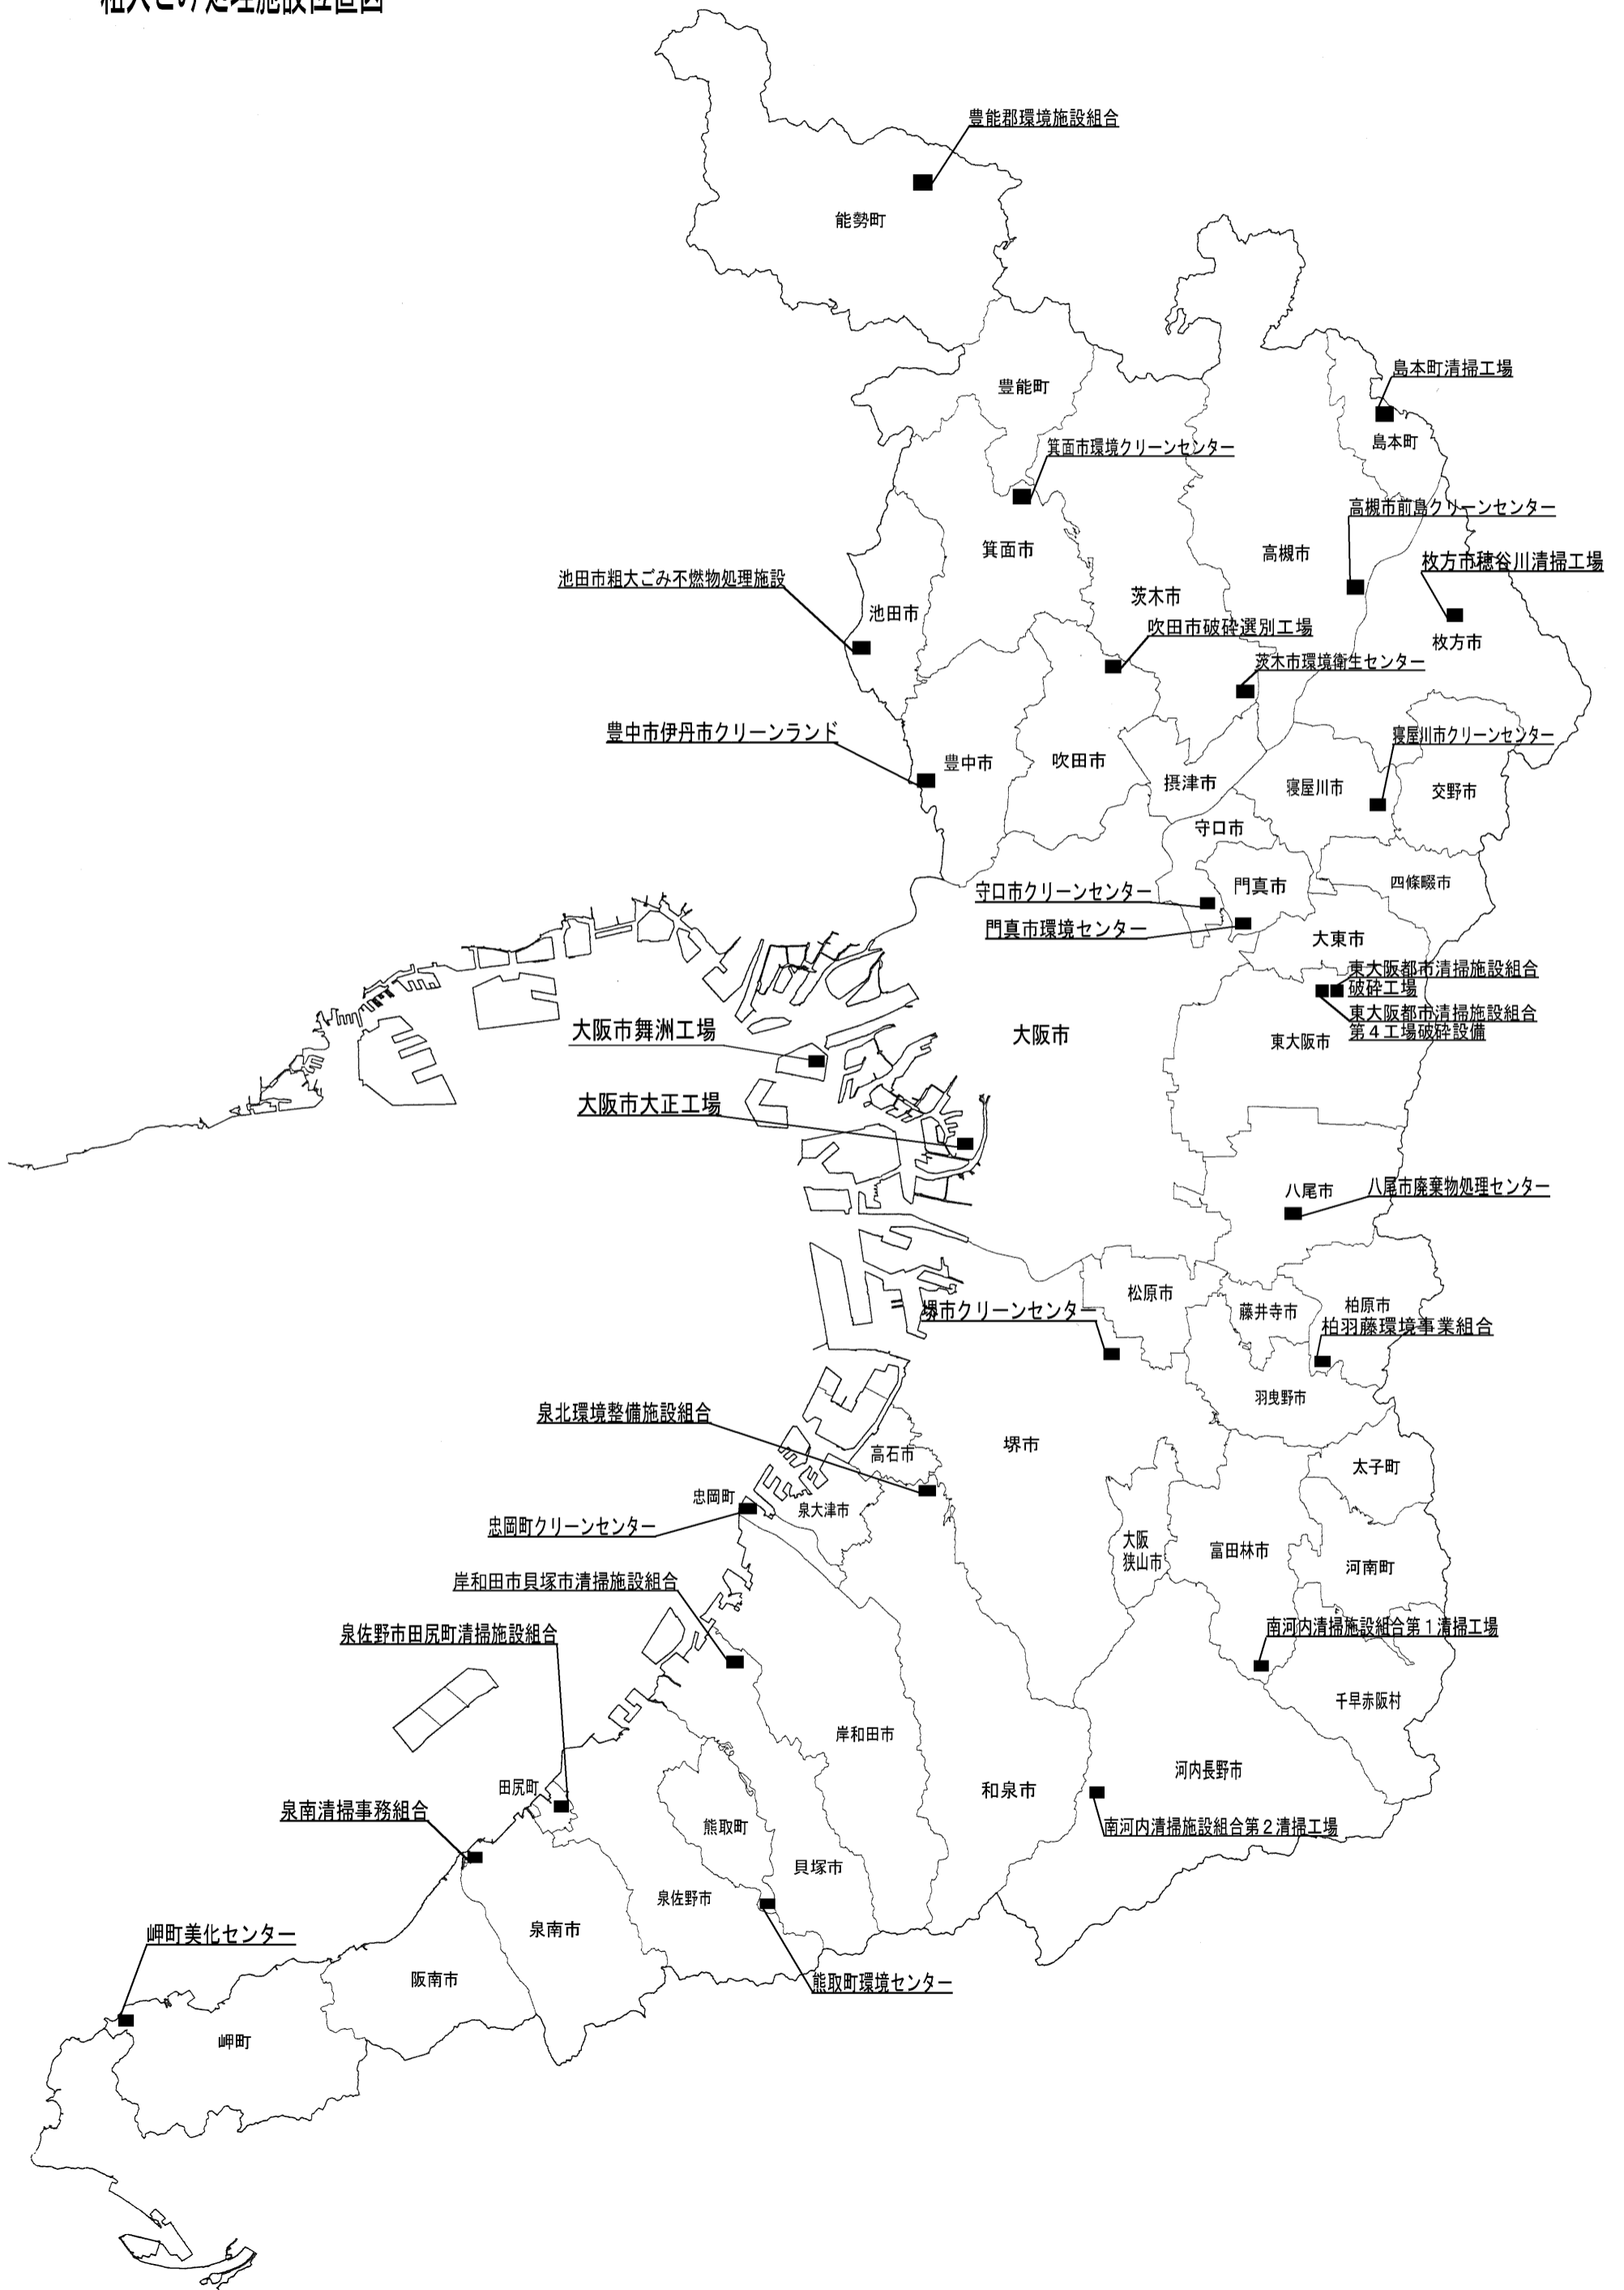 粗大ごみ処理施設位置図
豊能郡環境施設組合
能勢町
島本町清掃工場
豊能町
島本町
箕面市環境クリーンセンター
高槻市前島クリーンセンター
箕面市
高槻市
枚方市穂谷川清掃工場
池田市粗大ごみ不燃物処理施設
茨木市
池田市
吹田市破砕選別工場
枚方市
茨木市環境衛生センター
豊中市伊丹市クリーンランド
寝屋川市クリーンセンター
豊中市
吹田市
摂津市
寝屋川市
交野市
守口市
門真市
四條畷市
守口市クリーンセンター
門真市環境センター
大東市
東大阪都市清掃施設組合
破砕工場
東大阪都市清掃施設組合
第4工場破砕設備
大阪市舞洲工場
大阪市
東大阪市
大阪市大正工場
八尾市
八尾市廃棄物処理センター
松原市
藤井寺市
柏原市
堺市クリーンセンター
柏羽藤環境事業組合
羽曳野市
泉北環境整備施設組合
高石市
堺市
太子町
忠岡町
泉大津市
忠岡町クリーンセンター
大阪
狭山市
富田林市
河南町
岸和田市貝塚市清掃施設組合
泉佐野市田尻町清掃施設組合
南河内清掃施設組合第1清掃工場
千早赤阪村
岸和田市
田尻町
和泉市
河内長野市
泉南清掃事務組合
熊取町
南河内清掃施設組合第2清掃工場
貝塚市
泉佐野市
岬町美化センター
泉南市
阪南市
熊取町環境センター
岬町